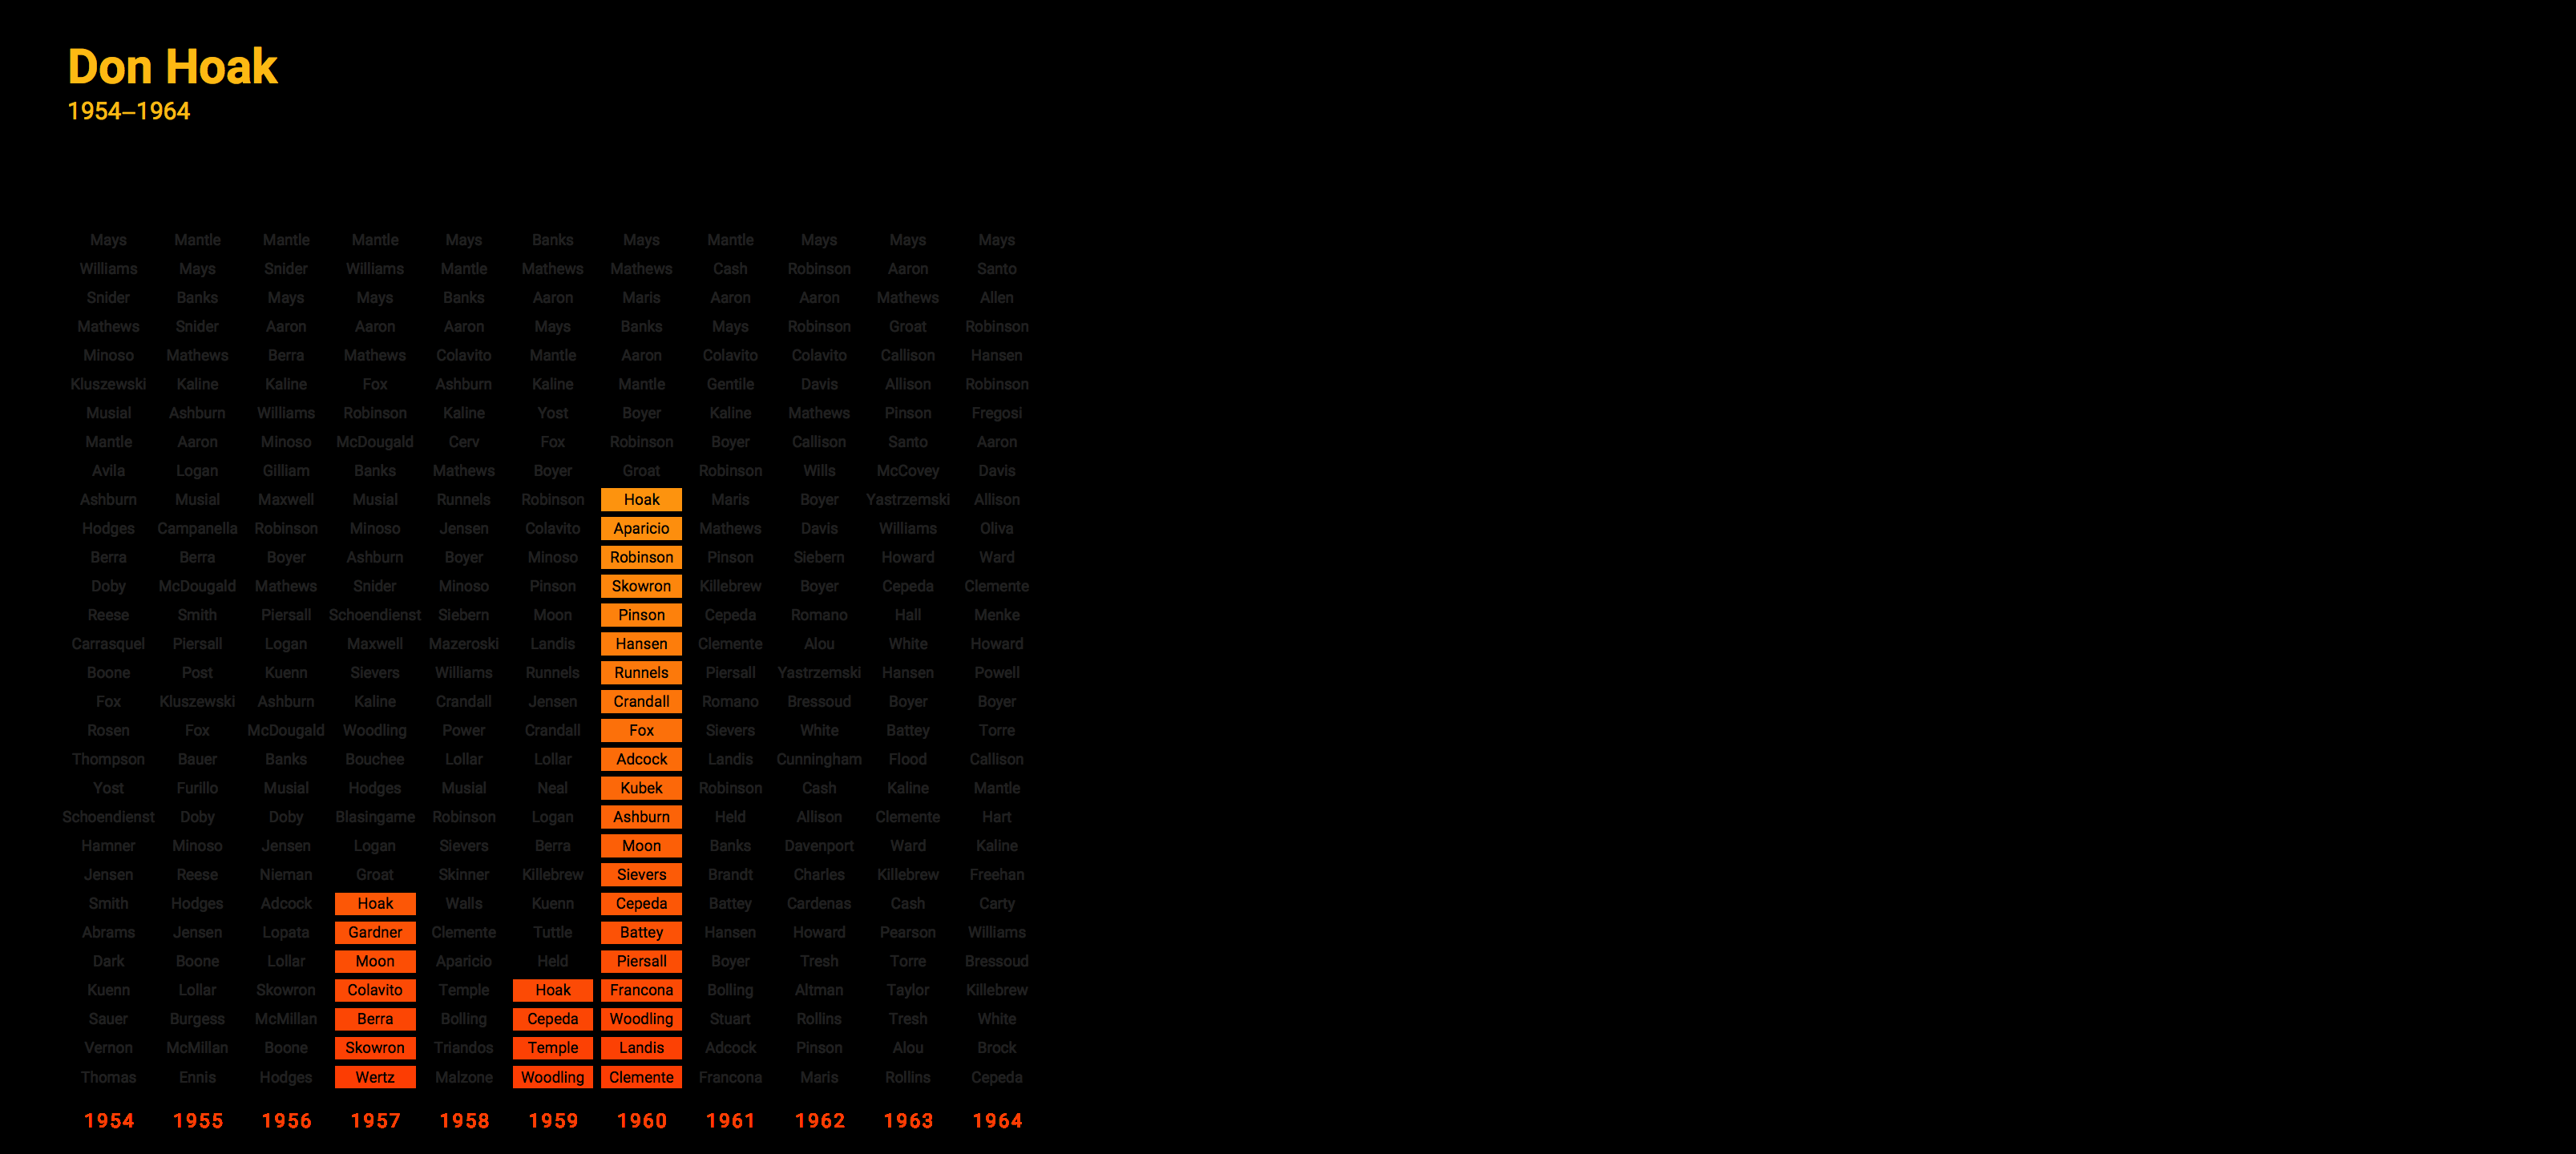 Don Hoak
1954–1964
Mays Mantle Mantle Mantle Mays Banks Mays Mantle Mays Mays Mays
Williams Mays Snider Williams Mantle Mathews Mathews Cash Robinson Aaron Santo
Snider Banks Mays Mays Banks Aaron Maris Aaron Aaron Mathews Allen
Mathews Snider Aaron Aaron Aaron Mays Banks Mays Robinson Groat Robinson
Minoso Mathews Berra Mathews Colavito Mantle Aaron Colavito Colavito Callison Hansen
Kluszewski Kaline Kaline Fox Ashburn Kaline Mantle Gentile Davis Allison Robinson
Musial Ashburn Williams Robinson Kaline Yost Boyer Kaline Mathews Pinson Fregosi
Mantle Aaron Minoso McDougald Cerv Fox Robinson Boyer Callison Santo Aaron
Avila Logan Gilliam Banks Mathews Boyer Groat Robinson Wills McCovey Davis
Ashburn Musial Maxwell Musial Runnels Robinson Hoak Maris Boyer Yastrzemski Allison
Hodges Campanella Robinson Minoso Jensen Colavito Aparicio Mathews Davis Williams Oliva
Berra Berra Boyer Ashburn Boyer Minoso Robinson Pinson Siebern Howard Ward
Doby McDougald Mathews Snider Minoso Pinson Skowron Killebrew Boyer Cepeda Clemente
Reese Smith Piersall Schoendienst Siebern Moon Pinson Cepeda Romano Hall Menke
Carrasquel Piersall Logan Maxwell Mazeroski Landis Hansen Clemente Alou White Howard
Boone Post Kuenn Sievers Williams Runnels Runnels Piersall Yastrzemski Hansen Powell
Fox Kluszewski Ashburn Kaline Crandall Jensen Crandall Romano Bressoud Boyer Boyer
Rosen Fox McDougald Woodling Power Crandall Fox Sievers White Battey Torre
Thompson Bauer Banks Bouchee Lollar Lollar Adcock Landis Cunningham Flood Callison
Yost Furillo Musial Hodges Musial Neal Kubek Robinson Cash Kaline Mantle
Schoendienst Doby Doby Blasingame Robinson Logan Ashburn Held Allison Clemente Hart
Hamner Minoso Jensen Logan Sievers Berra Moon Banks Davenport Ward Kaline
Jensen Reese Nieman Groat Skinner Killebrew Sievers Brandt Charles Killebrew Freehan
Smith Hodges Adcock Hoak Walls Kuenn Cepeda Battey Cardenas Cash Carty
Abrams Jensen Lopata Gardner Clemente Tuttle Battey Hansen Howard Pearson Williams
Dark Boone Lollar Moon Aparicio Held Piersall Boyer Tresh Torre Bressoud
Kuenn Lollar Skowron Colavito Temple Hoak Francona Bolling Altman Taylor Killebrew
Sauer Burgess McMillan Berra Bolling Cepeda Woodling Stuart Rollins Tresh White
Vernon McMillan Boone Skowron Triandos Temple Landis Adcock Pinson Alou Brock
Thomas Ennis Hodges Wertz Malzone Woodling Clemente Francona Maris Rollins Cepeda
1954 1955 1956 1957 1958 1959 1960 1961 1962 1963 1964